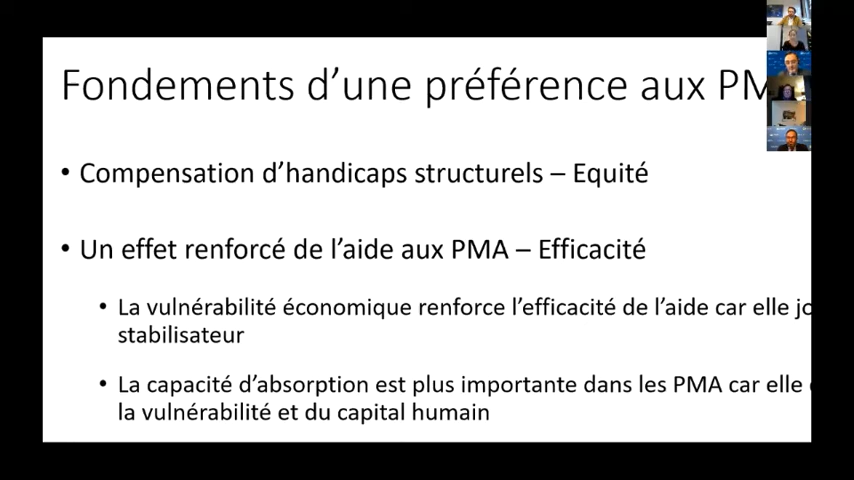 Fondements d'une préférence aux
• Compensation d'handicaps structurels – Equité
• Un effet renforcé de l'aide aux PMA – Efficacité
• La vulnérabilité économique renforce l'efficacité de l'aide car elle
stabilisateur
• La capacité d'absorption est plus importante dans les PMA car elle
la vulnérabilité et du capital humain